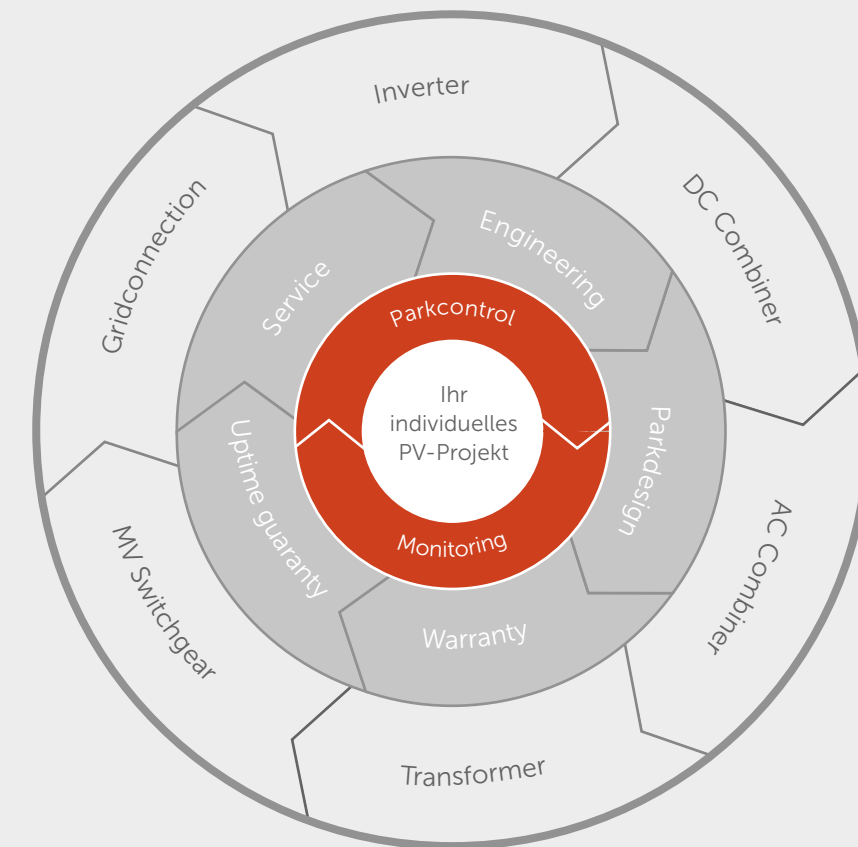 Inverter
DC Combiner
AC Combiner
Transformer
MV Switchgear
Gridconnection
Engineering
Parkdesign
Warranty
Uptime guaranty
Service
Parkcontrol
Monitoring
Ihr
individuelles
PV-Projekt